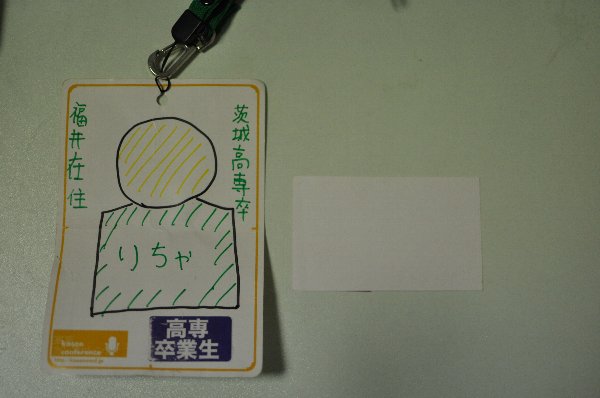 茨城高専卒
福井在住
りちゃ
kosen
conference
高専
卒業生